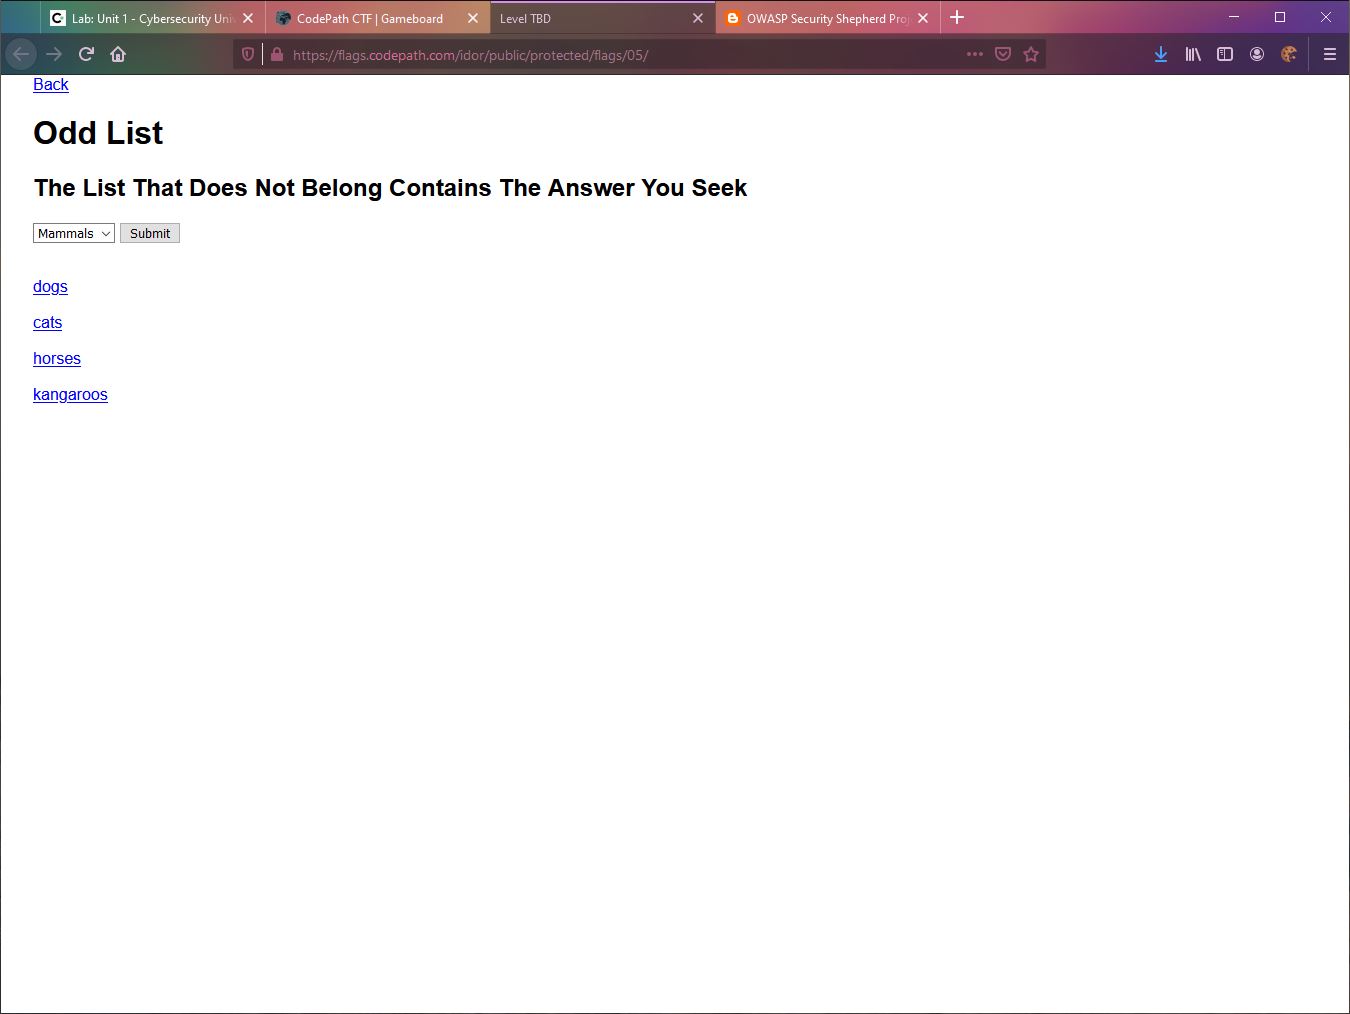 Lab: Unit 1 - Cybersecurity Univ
CodePath CTF | Gameboard
Level TBD
OWASP Security Shepherd Proj
https://flags.codepath.com/idor/public/protected/flags/05/
Back
Odd List
The List That Does Not Belong Contains The Answer You Seek
Mammals Submit
dogs
cats
horses
kangaroos